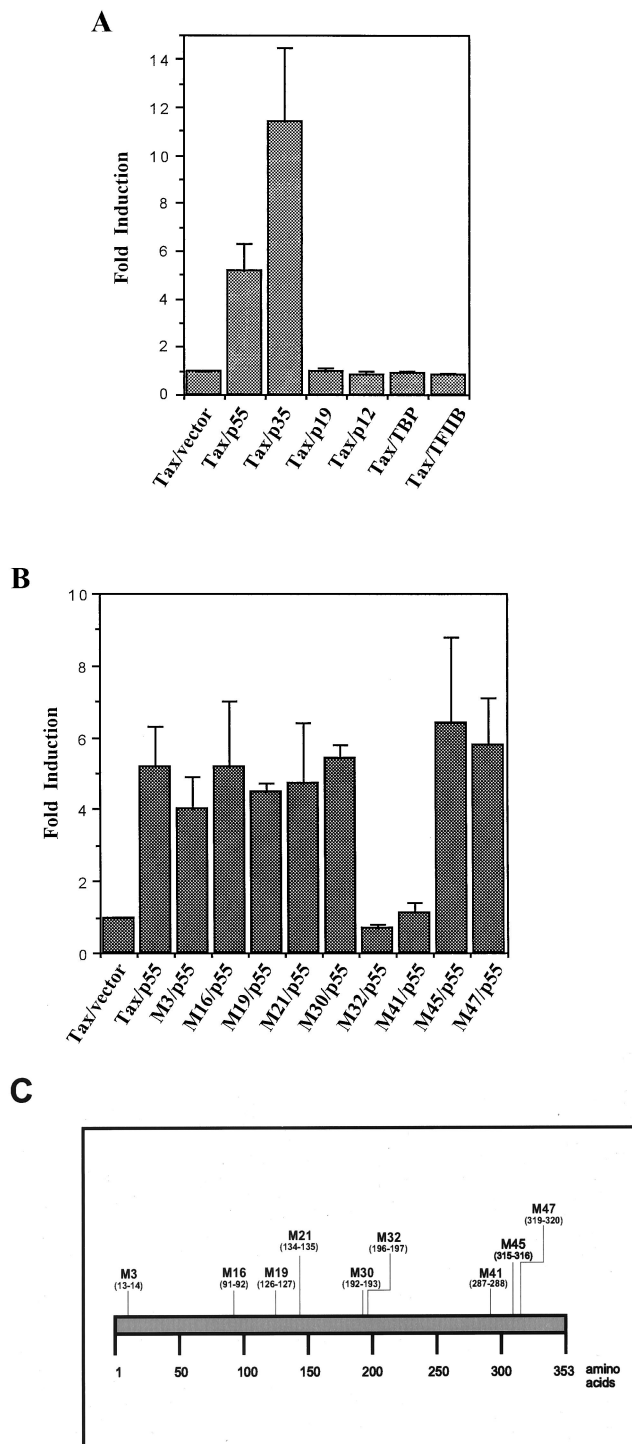 A
Fold Induction
14
12
10
8
6
4
2
0
Tax/vector
Tax/p55
Tax/p35
Tax/p19
Tax/p12
Tax/TBP
Tax/TFIIB
B
Fold Induction
10
8
6
4
2
0
Tax/vector
Tax/p55
M3/p55
M16/p55
M19/p55
M21/p55
M30/p55
M32/p55
M41/p55
M45/p55
M47/p55
C
M47
(319-320)
M21
(134-135)
M32
(196-197)
M45
(315-316)
M3
(13-14)
M16
(91-92)
M19
(126-127)
M30
(192-193)
M41
(287-288)
1 50 100 150 200 250 300 353 amino
acids